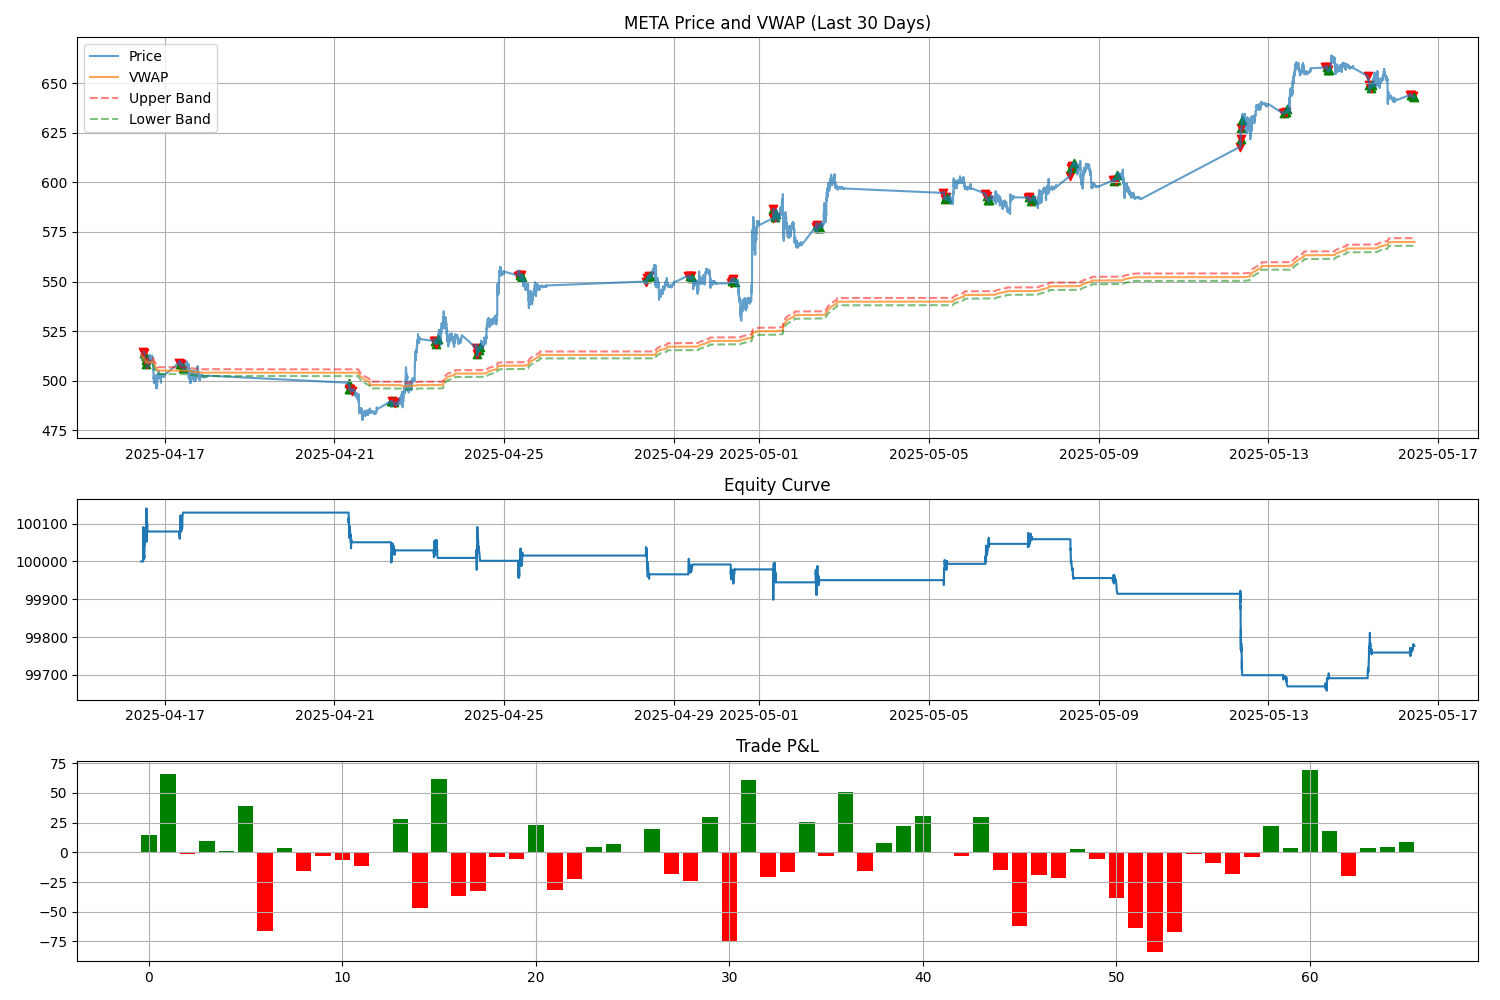 META Price and VWAP (Last 30 Days)
Price
VWAP
Upper Band
Lower Band
650
625
600
575
550
525
500
475
2025-04-17 2025-04-21 2025-04-25 2025-04-29 2025-05-01 2025-05-05 2025-05-09 2025-05-13 2025-05-17
Equity Curve
100100
100000
99900
99800
99700
2025-04-17 2025-04-21 2025-04-25 2025-04-29 2025-05-01 2025-05-05 2025-05-09 2025-05-13 2025-05-17
Trade P&L
75
50
25
0
−25
−50
−75
0 10 20 30 40 50 60